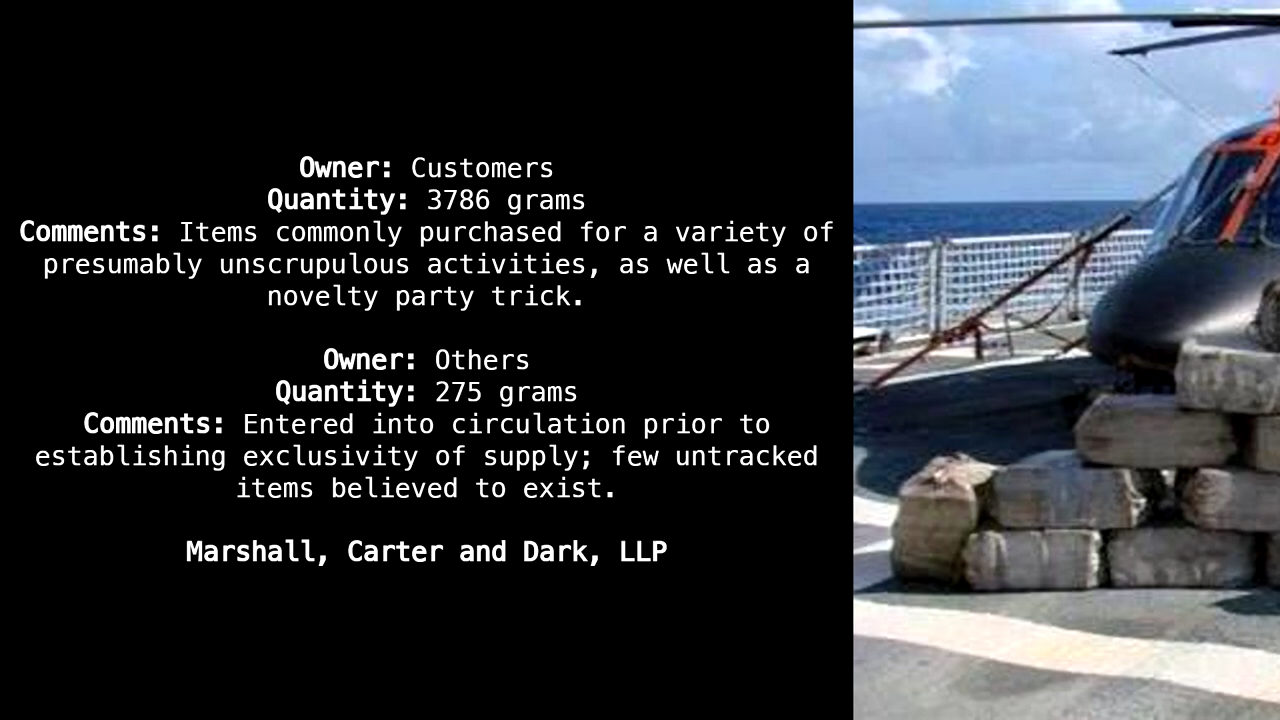 Owner: Customers
Quantity: 3786 grams
Comments: Items commonly purchased for a variety of
presumably unscrupulous activities, as well as a
novelty party trick.
Owner: Others
Quantity: 275 grams
Comments: Entered into circulation prior to
establishing exclusivity of supply; few untracked
items believed to exist.
Marshall, Carter and Dark, LLP